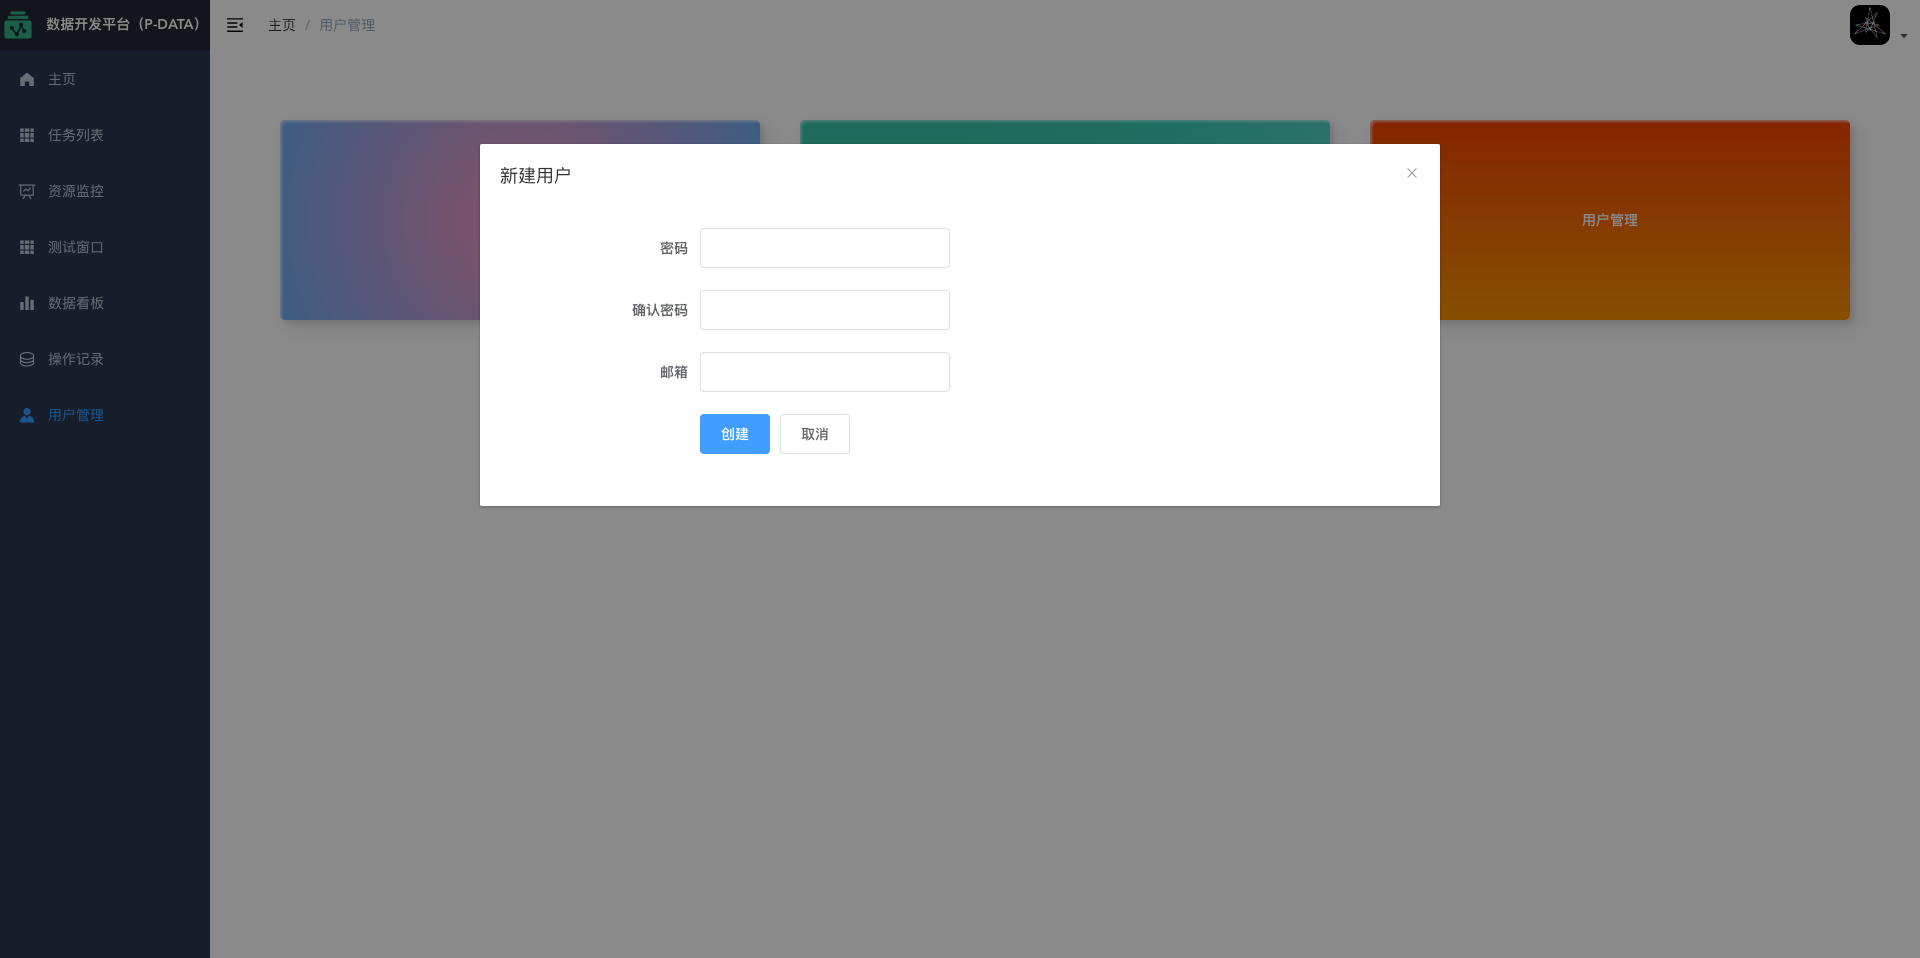 数据开发平台（P-DATA）
主页 / 用户管理
主页
任务列表
资源监控
测试窗口
数据看板
操作记录
用户管理
新建用户
密码
确认密码
邮箱
创建 取消
用户管理